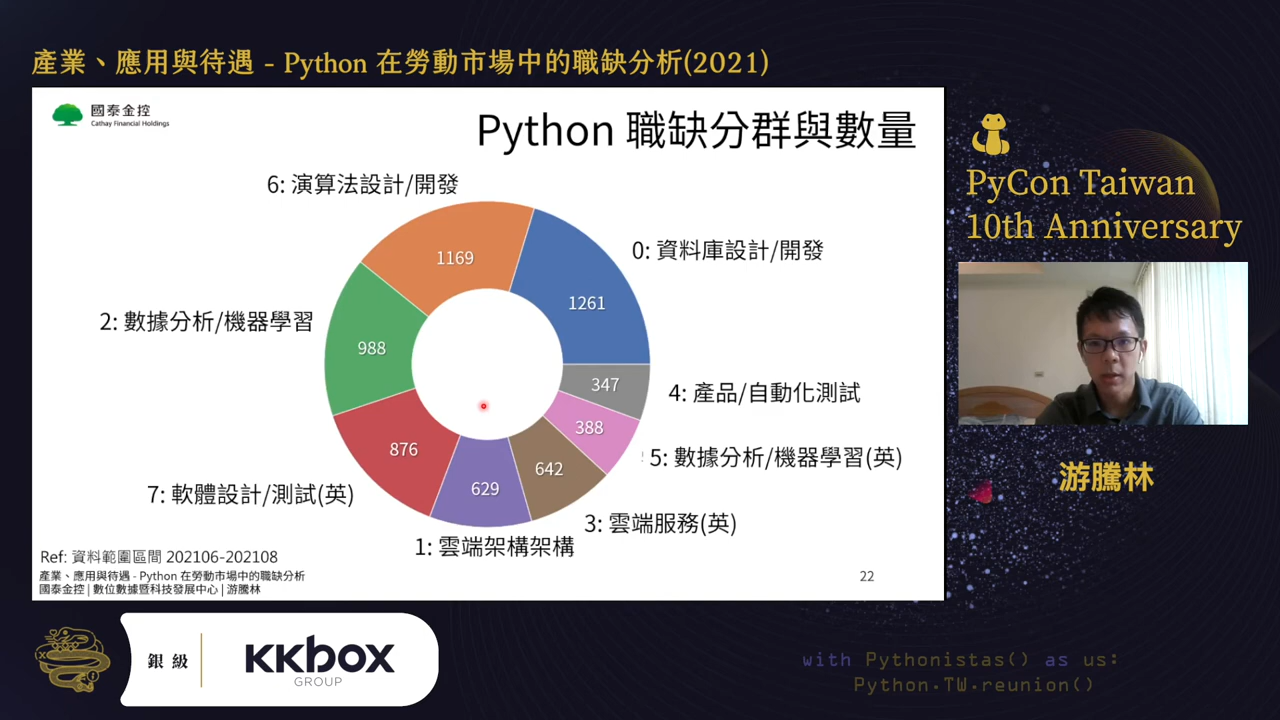 產業、應用與待遇 - Python 在勞動市場中的職缺分析(2021)
國泰金控
Cathay Financial Holdings
Python 職缺分群與數量
6: 演算法設計/開發
1169
0: 資料庫設計/開發
1261
2: 數據分析/機器學習
988
347
4: 產品/自動化測試
388
5: 數據分析/機器學習(英)
876
642
629
7: 軟體設計/測試(英)
3: 雲端服務(英)
1: 雲端架構架構
Ref: 資料範圍區間 202106-202108
產業、應用與待遇 - Python 在勞動市場中的職缺分析
國泰金控 | 數位數據暨科技發展中心 | 游騰林
22
PyCon Taiwan
10th Anniversary
游騰林
銀級
KKBOX
GROUP
with Pythonistas() as us:
Python.TW.reunion()